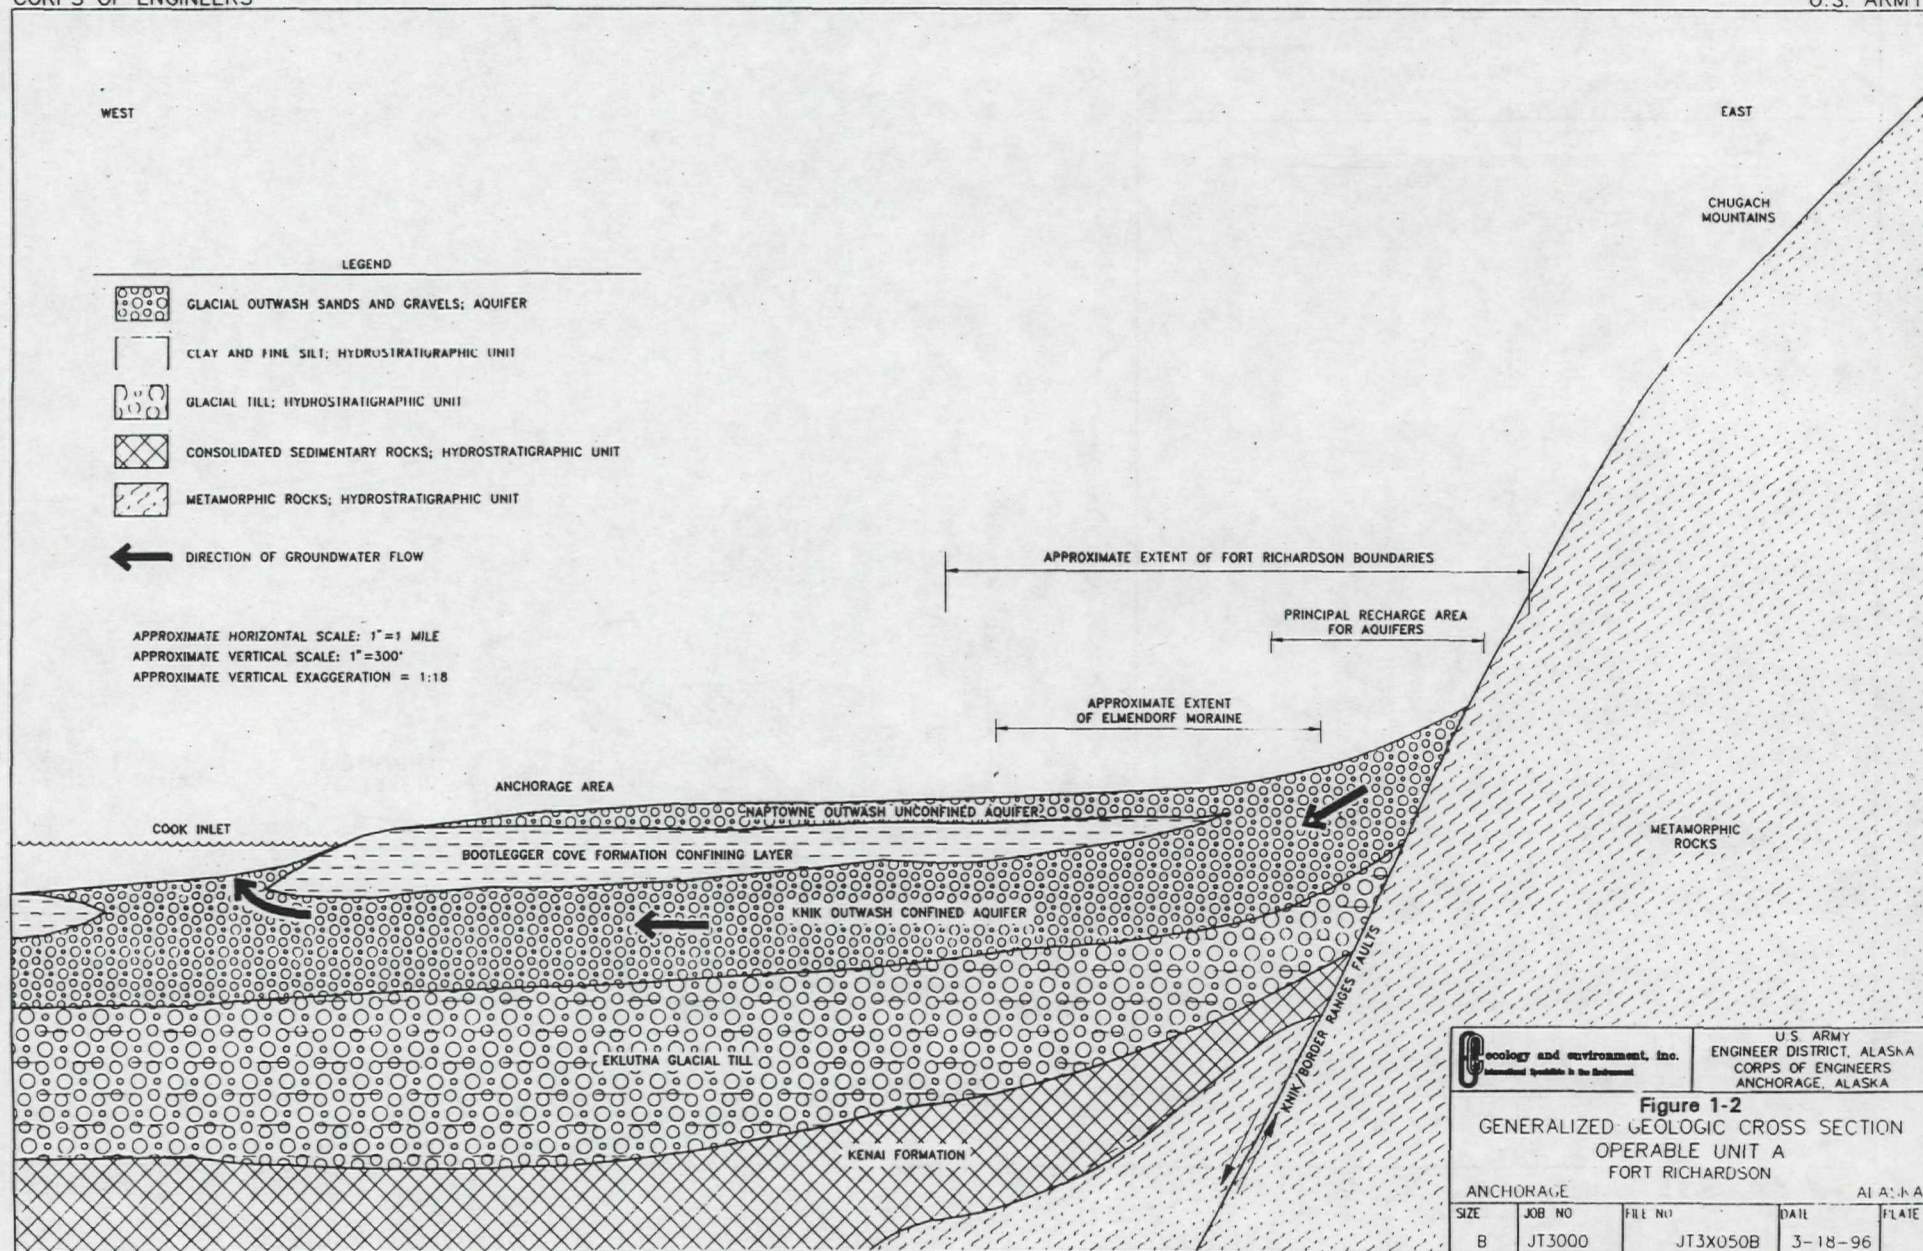 CORPS OF ENGINEERS
U.S. ARMY
WEST
EAST
CHUGACH
MOUNTAINS
LEGEND
GLACIAL OUTWASH SANDS AND GRAVELS; AQUIFER
CLAY AND FINE SILT; HYDROSTRATIGRAPHIC UNIT
GLACIAL TILL; HYDROSTRATIGRAPHIC UNIT
CONSOLIDATED SEDIMENTARY ROCKS; HYDROSTRATIGRAPHIC UNIT
METAMORPHIC ROCKS; HYDROSTRATIGRAPHIC UNIT
DIRECTION OF GROUNDWATER FLOW
APPROXIMATE HORIZONTAL SCALE: 1"=1 MILE
APPROXIMATE VERTICAL SCALE: 1"=300'
APPROXIMATE VERTICAL EXAGGERATION = 1:18
APPROXIMATE EXTENT OF FORT RICHARDSON BOUNDARIES
PRINCIPAL RECHARGE AREA
FOR AQUIFERS
APPROXIMATE EXTENT
OF ELMENDORF MORAINE
ANCHORAGE AREA
COOK INLET
NAPTOWNE OUTWASH UNCONFINED AQUIFER
BOOTLEGGER COVE FORMATION CONFINING LAYER
KNIK OUTWASH CONFINED AQUIFER
METAMORPHIC
ROCKS
EKLUTNA GLACIAL TILL
KENAI FORMATION
KNIK/BORDER RANGES FAULTS
ecology and environment, inc.
International Specialists in the Environment
U.S. ARMY
ENGINEER DISTRICT, ALASKA
CORPS OF ENGINEERS
ANCHORAGE, ALASKA
Figure 1-2
GENERALIZED GEOLOGIC CROSS SECTION
OPERABLE UNIT A
FORT RICHARDSON
ANCHORAGE ALASKA
SIZE JOB NO FILE NO DATE PLATE
B JT3000 JT3X050B 3-18-96